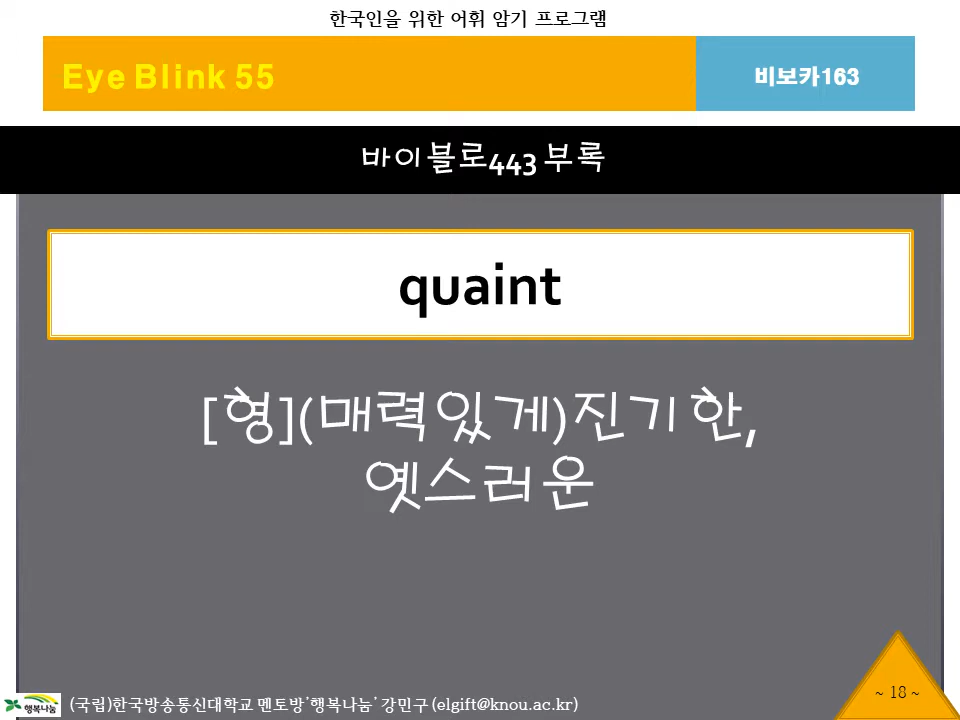 한국인을 위한 어휘 암기 프로그램
Eye Blink 55
비보카163
바이블로443 부록
quaint
[형](매력있게)진기한,
옛스러운
행복나눔
(국립)한국방송통신대학교 멘토방'행복나눔' 강민구 (elgift@knou.ac.kr)
~ 18 ~